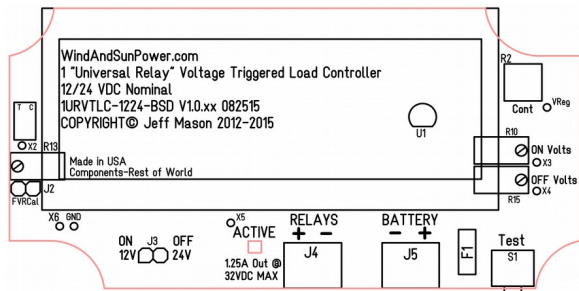 WindAndSunPower.com
1 "Universal Relay" Voltage Triggered Load Controller
12/24 VDC Nominal
1URVTLC-1224-BSD V1.0.xx 082515
COPYRIGHT© Jeff Mason 2012-2015
U1
R2
Cont
VReg
T C
X2
R13
Made in USA
Components-Rest of World
J2
FVRCal
R10
ON Volts
X3
OFF Volts
X4
R15
X6 GND
X5
ON J3 OFF
12V 24V
ACTIVE
1.25A Out @
32VDC MAX
RELAYS
+ -
J4
BATTERY
- +
J5
F1
Test
S1